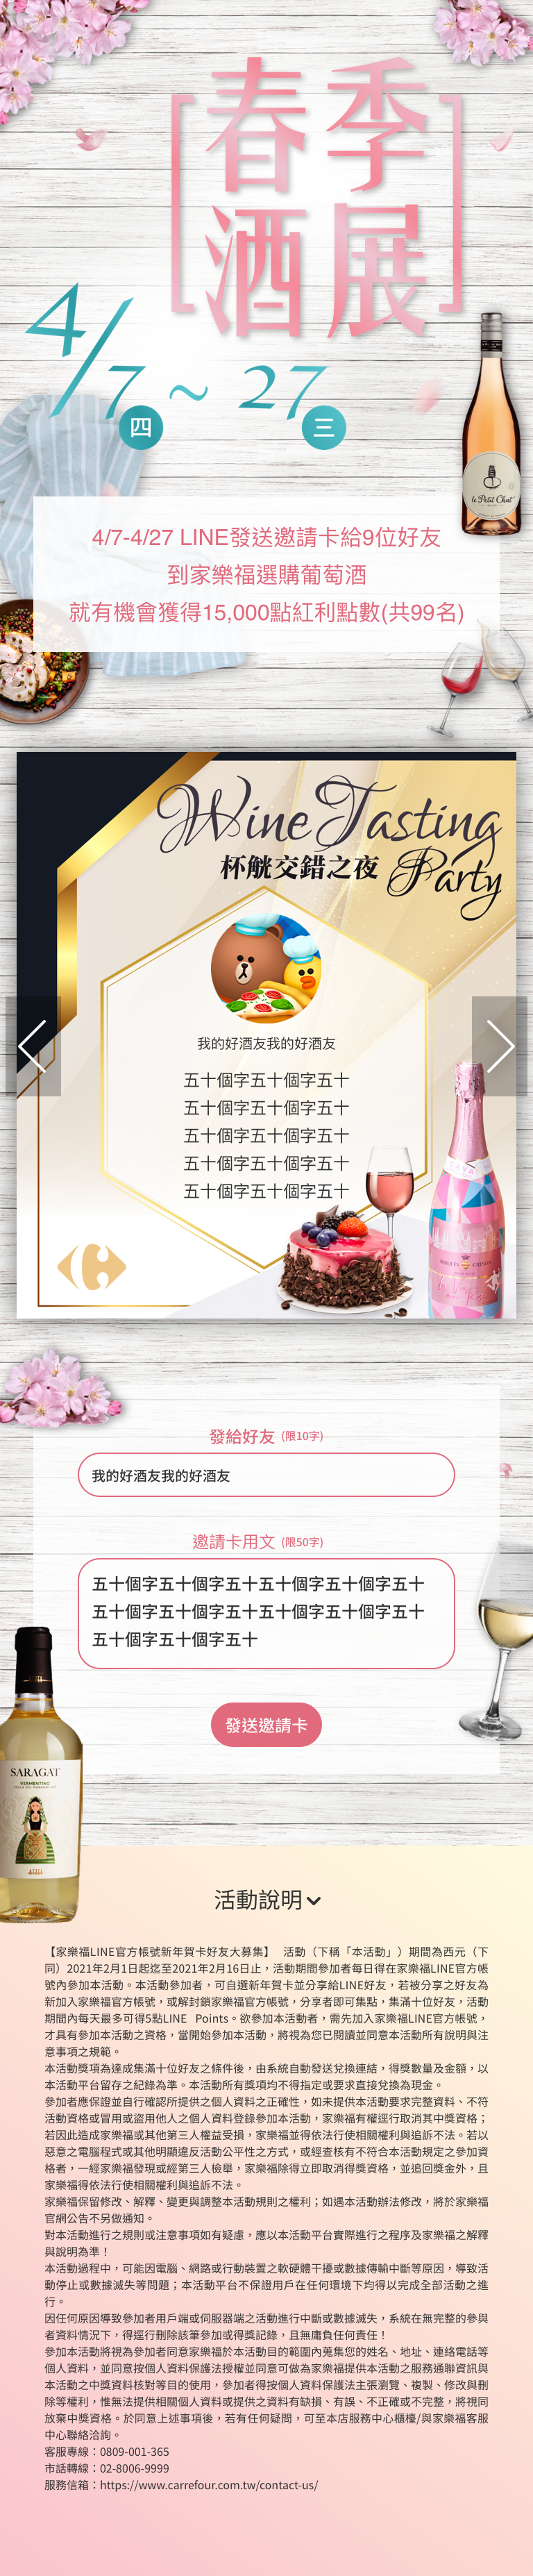 春季
酒展
4/7 ~ 27
四 三
le Petit Chat
4/7-4/27 LINE發送邀請卡給9位好友
到家樂福選購葡萄酒
就有機會獲得15,000點紅利點數(共99名)
Wine Tasting
杯觥交錯之夜 Party
我的好酒友我的好酒友
五十個字五十個字五十
五十個字五十個字五十
五十個字五十個字五十
五十個字五十個字五十
五十個字五十個字五十
CAVA
發給好友 (限10字)
我的好酒友我的好酒友
邀請卡用文 (限50字)
五十個字五十個字五十五十個字五十個字五十
五十個字五十個字五十五十個字五十個字五十
五十個字五十個字五十
發送邀請卡
SARAGAT
VERMENTINO
活動說明
【家樂福LINE官方帳號新年賀卡好友大募集】 活動（下稱「本活動」）期間為西元（下
同）2021年2月1日起迄至2021年2月16日止，活動期間參加者每日得在家樂福LINE官方帳
號內參加本活動。本活動參加者，可自選新年賀卡並分享給LINE好友，若被分享之好友為
新加入家樂福官方帳號，或解封鎖家樂福官方帳號，分享者即可集點，集滿十位好友，活動
期間內每天最多可得5點LINE Points。欲參加本活動者，需先加入家樂福LINE官方帳號，
才具有參加本活動之資格，當開始參加本活動，將視為您已閱讀並同意本活動所有說明與注
意事項之規範。
本活動獎項為達成集滿十位好友之條件後，由系統自動發送兌換連結，得獎數量及金額，以
本活動平台留存之紀錄為準。本活動所有獎項均不得指定或要求直接兌換為現金。
參加者應保證並自行確認所提供之個人資料之正確性，如未提供本活動要求完整資料、不符
活動資格或冒用或盜用他人之個人資料登錄參加本活動，家樂福有權逕行取消其中獎資格；
若因此造成家樂福或其他第三人權益受損，家樂福並得依法行使相關權利與追訴不法。若以
惡意之電腦程式或其他明顯違反活動公平性之方式，或經查核有不符合本活動規定之參加資
格者，一經家樂福發現或經第三人檢舉，家樂福除得立即取消得獎資格，並追回獎金外，且
家樂福得依法行使相關權利與追訴不法。
家樂福保留修改、解釋、變更與調整本活動規則之權利；如遇本活動辦法修改，將於家樂福
官網公告不另做通知。
對本活動進行之規則或注意事項如有疑慮，應以本活動平台實際進行之程序及家樂福之解釋
與說明為準！
本活動過程中，可能因電腦、網路或行動裝置之軟硬體干擾或數據傳輸中斷等原因，導致活
動停止或數據滅失等問題；本活動平台不保證用戶在任何環境下均得以完成全部活動之進
行。
因任何原因導致參加者用戶端或伺服器端之活動進行中斷或數據滅失，系統在無完整的參與
者資料情況下，得逕行刪除該筆參加或得獎記錄，且無庸負任何責任！
參加本活動將視為參加者同意家樂福於本活動目的範圍內蒐集您的姓名、地址、連絡電話等
個人資料，並同意按個人資料保護法授權並同意可做為家樂福提供本活動之服務通聯資訊與
本活動之中獎資料核對等目的使用，參加者得按個人資料保護法主張瀏覽、複製、修改與刪
除等權利，惟無法提供相關個人資料或提供之資料有缺損、有誤、不正確或不完整，將視同
放棄中獎資格。於同意上述事項後，若有任何疑問，可至本店服務中心櫃檯/與家樂福客服
中心聯絡洽詢。
客服專線：0809-001-365
市話轉線：02-8006-9999
服務信箱：https://www.carrefour.com.tw/contact-us/